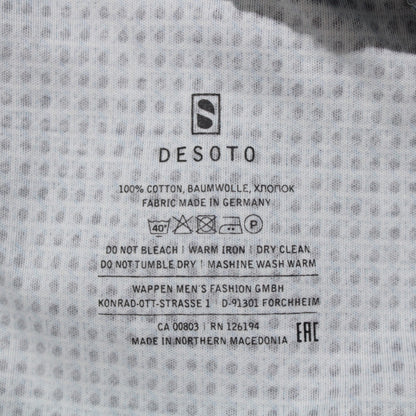 DESOTO
100% COTTON, BAUMWOLLE, ХЛОПОК
FABRIC MADE IN GERMANY
40° P
DO NOT BLEACH | WARM IRON | DRY CLEAN
DO NOT TUMBLE DRY | MASHINE WASH WARM
WAPPEN MEN'S FASHION GMBH
KONRAD-OTT-STRASSE 1 | D-91301 FORCHHEIM
CA 00803 | RN 126194
MADE IN NORTHERN MACEDONIA
EAC